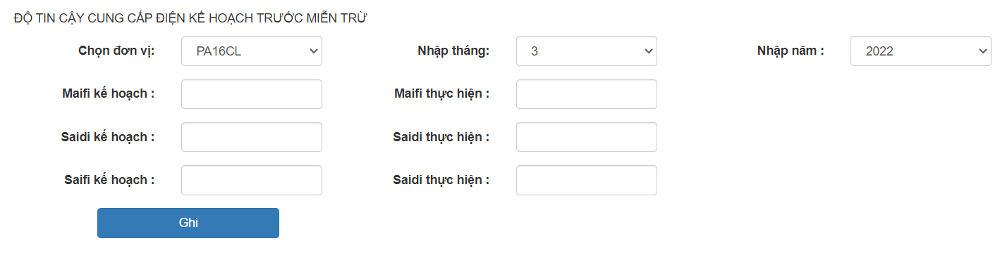 ĐỘ TIN CẬY CUNG CẤP ĐIỆN KẾ HOẠCH TRƯỚC MIỄN TRỪ
Chọn đơn vị: PA16CL Nhập tháng: 3 Nhập năm : 2022
Maifi kế hoạch : Maifi thực hiện :
Saidi kế hoạch : Saidi thực hiện :
Saifi kế hoạch : Saidi thực hiện :
Ghi